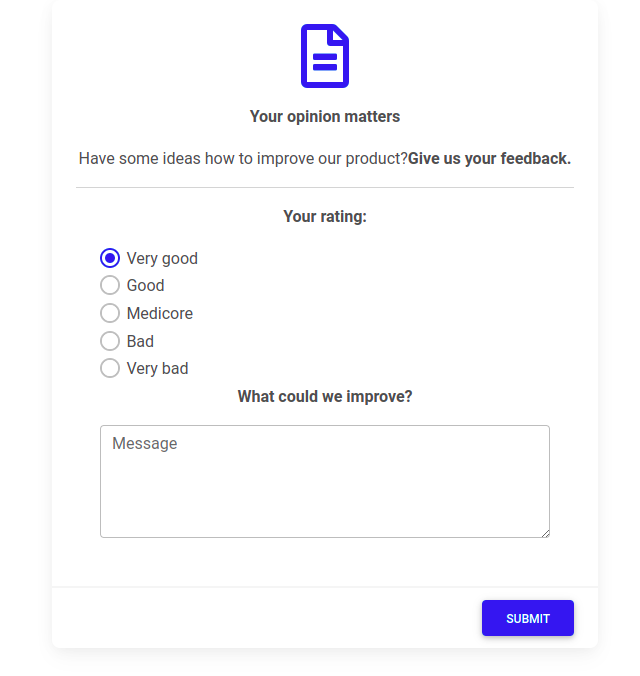 Your opinion matters
Have some ideas how to improve our product?Give us your feedback.
Your rating:
Very good
Good
Medicore
Bad
Very bad
What could we improve?
Message
SUBMIT